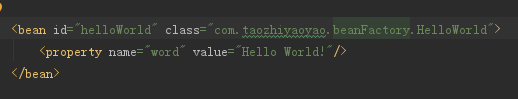 <bean id="helloWorld" class="com.taozhiyaoyao.beanFactory.HelloWorld">
<property name="word" value="Hello World!"/>
</bean>